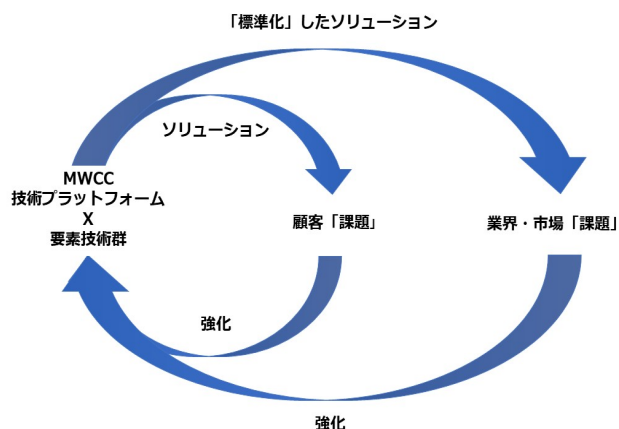 「標準化」したソリューション
ソリューション
MWCC
技術プラットフォーム
X
要素技術群
顧客「課題」
業界・市場「課題」
強化
強化